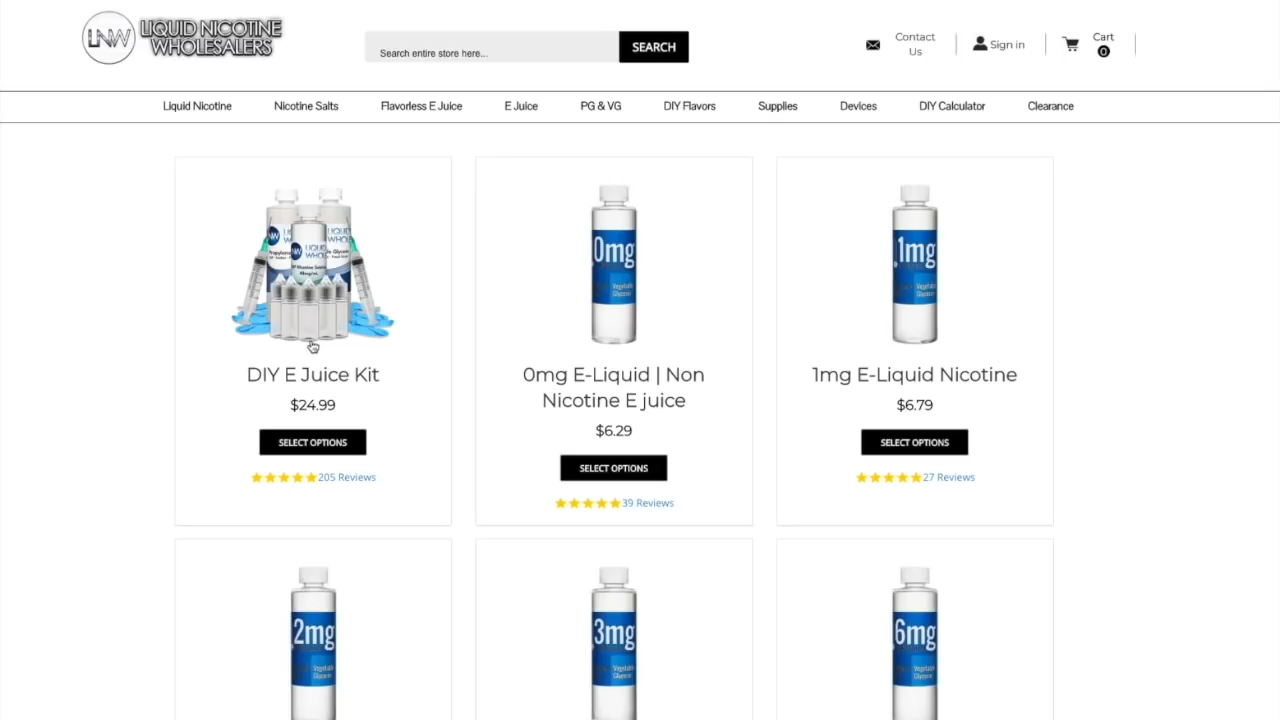 LNW LIQUID NICOTINE
WHOLESALERS
Search entire store here...
SEARCH
Contact
Us
Sign in
Cart
0
Liquid Nicotine Nicotine Salts Flavorless E Juice E Juice PG & VG DIY Flavors Supplies Devices DIY Calculator Clearance
0mg
Vegetable
Glycerin
.1mg
Vegetable
Glycerin
DIY E Juice Kit
$24.99
SELECT OPTIONS
205 Reviews
0mg E-Liquid | Non
Nicotine E juice
$6.29
SELECT OPTIONS
39 Reviews
1mg E-Liquid Nicotine
$6.79
SELECT OPTIONS
27 Reviews
.2mg
Vegetable
Glycerin
.3mg
Vegetable
Glycerin
.6mg
Vegetable
Glycerin